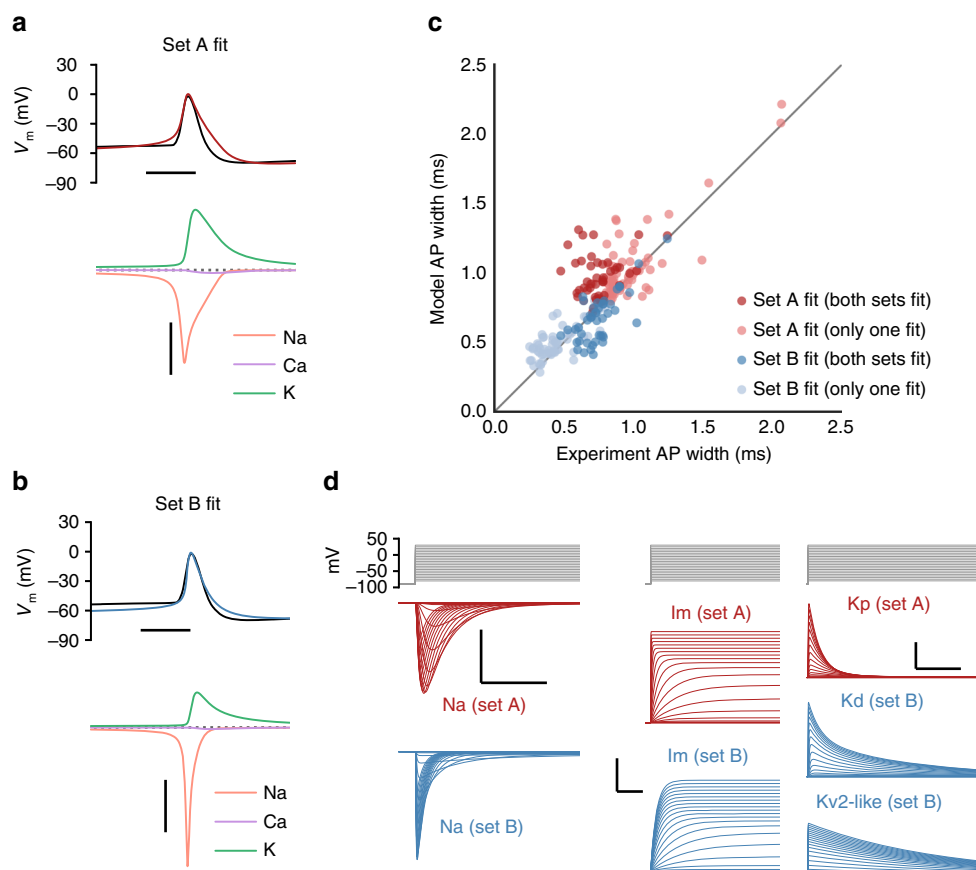 a
Set A fit
30
0
−30
−60
−90
Vm (mV)
Na
Ca
K
b
Set B fit
30
0
−30
−60
−90
Vm (mV)
Na
Ca
K
c
2.5
2.0
1.5
1.0
0.5
0.0
Model AP width (ms)
0.0 0.5 1.0 1.5 2.0 2.5
Experiment AP width (ms)
Set A fit (both sets fit)
Set A fit (only one fit)
Set B fit (both sets fit)
Set B fit (only one fit)
d
50
0
−50
−100
mV
Na (set A)
Na (set B)
Im (set A)
Im (set B)
Kp (set A)
Kd (set B)
Kv2-like (set B)